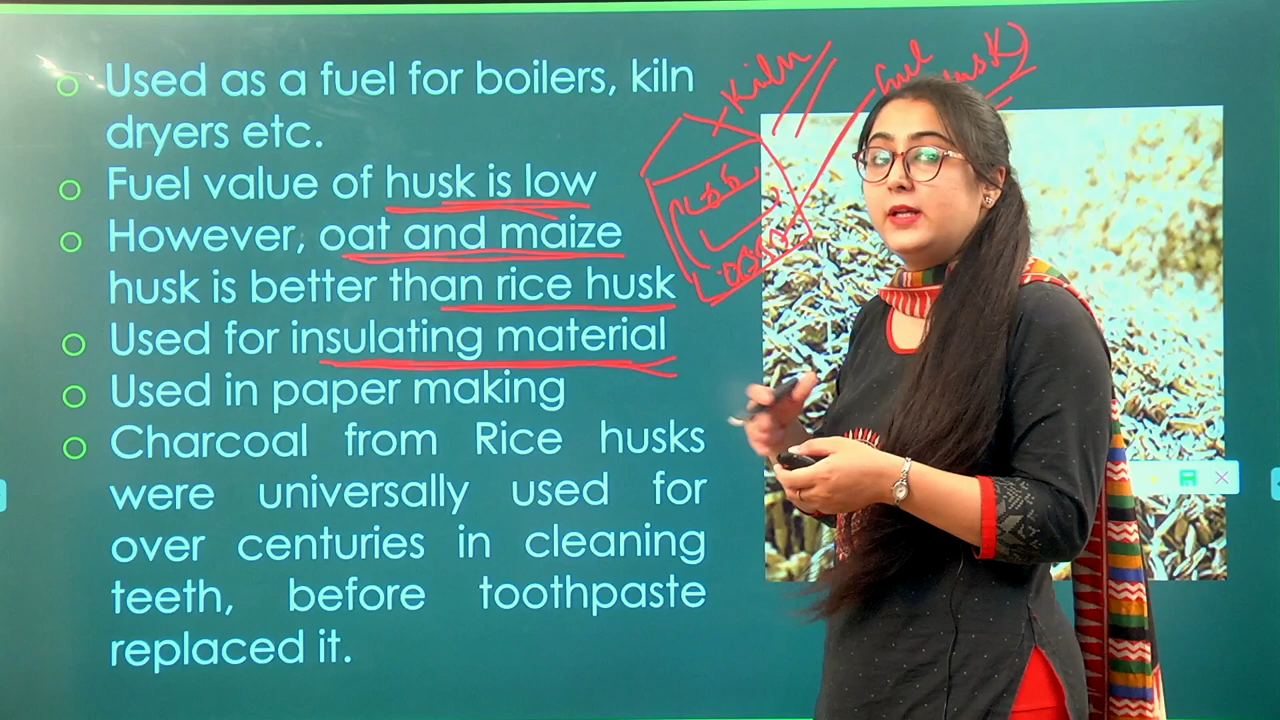 Used as a fuel for boilers, kiln
dryers etc.
Fuel value of husk is low
However, oat and maize
husk is better than rice husk
Used for insulating material
Used in paper making
Charcoal from Rice husks
were universally used for
over centuries in cleaning
teeth, before toothpaste
replaced it.
Kiln
fuel